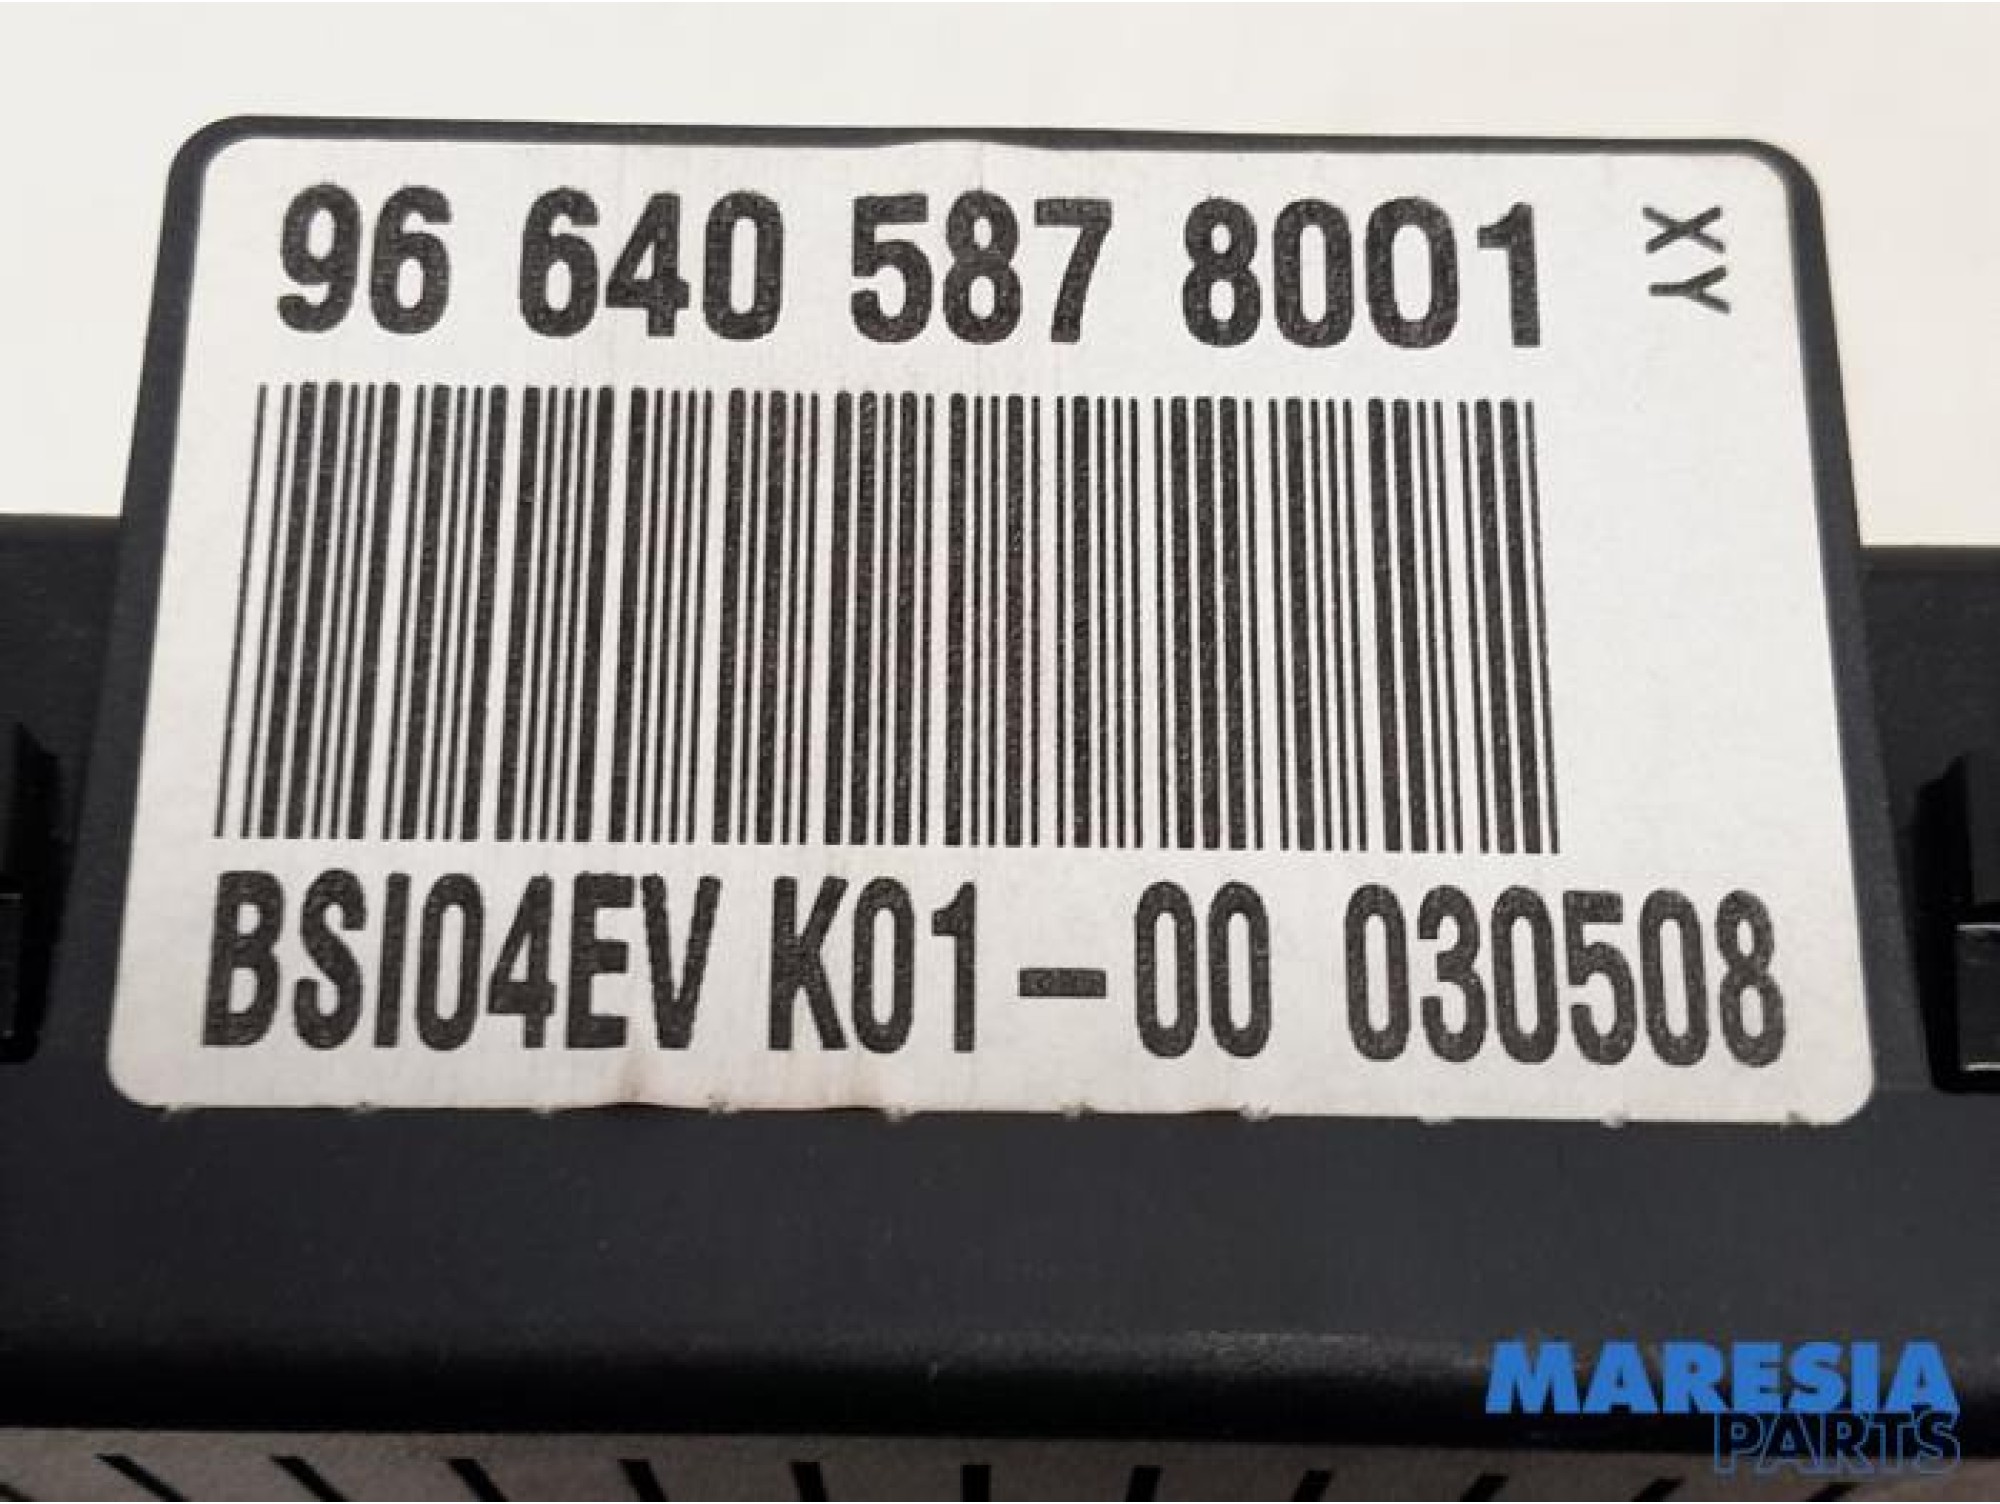 96 640 587 8001 XY
BSI04EV K01-00 030508
MARESIA
PARTS